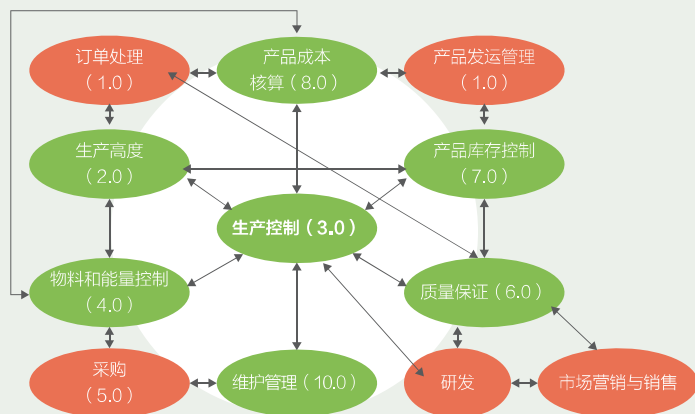 订单处理
（1.0）
产品成本
核算（8.0）
产品发运管理
（1.0）
生产高度
（2.0）
产品库存控制
（7.0）
生产控制（3.0）
物料和能量控制
（4.0）
质量保证（6.0）
采购
（5.0）
维护管理（10.0）
研发
市场营销与销售